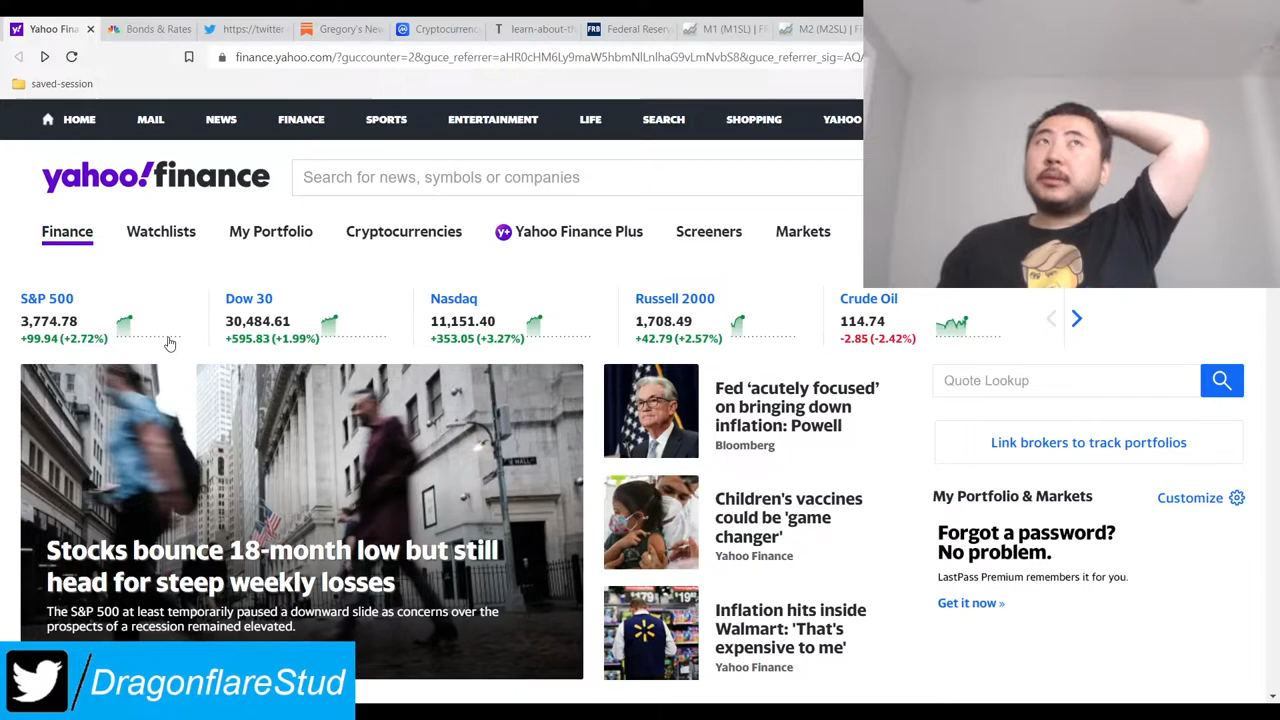 Yahoo Fina
Bonds & Rates
https://twitter
Gregory's New
Cryptocurrenc
learn-about-th
FRB
Federal Reser
M1 (M1SL) | F
M2 (M2SL) | F
finance.yahoo.com/?guccounter=2&guce_referrer=aHR0cHM6Ly9maW5hbmNlLnlhaG9vLmNvbS8&guce_referrer_sig=AQA
saved-session
HOME
MAIL
NEWS
FINANCE
SPORTS
ENTERTAINMENT
LIFE
SEARCH
SHOPPING
YAHOO
yahoo!finance
Search for news, symbols or companies
Finance
Watchlists
My Portfolio
Cryptocurrencies
y+ Yahoo Finance Plus
Screeners
Markets
S&P 500
3,774.78
+99.94 (+2.72%)
Dow 30
30,484.61
+595.83 (+1.99%)
Nasdaq
11,151.40
+353.05 (+3.27%)
Russell 2000
1,708.49
+42.79 (+2.57%)
Crude Oil
114.74
-2.85 (-2.42%)
Stocks bounce 18-month low but still
head for steep weekly losses
The S&P 500 at least temporarily paused a downward slide as concerns over the
prospects of a recession remained elevated.
Fed ‘acutely focused’
on bringing down
inflation: Powell
Bloomberg
Children's vaccines
could be 'game
changer'
Yahoo Finance
Inflation hits inside
Walmart: 'That's
expensive to me'
Yahoo Finance
Quote Lookup
Link brokers to track portfolios
My Portfolio & Markets
Customize
Forgot a password?
No problem.
LastPass Premium remembers it for you.
Get it now »
/DragonflareStud